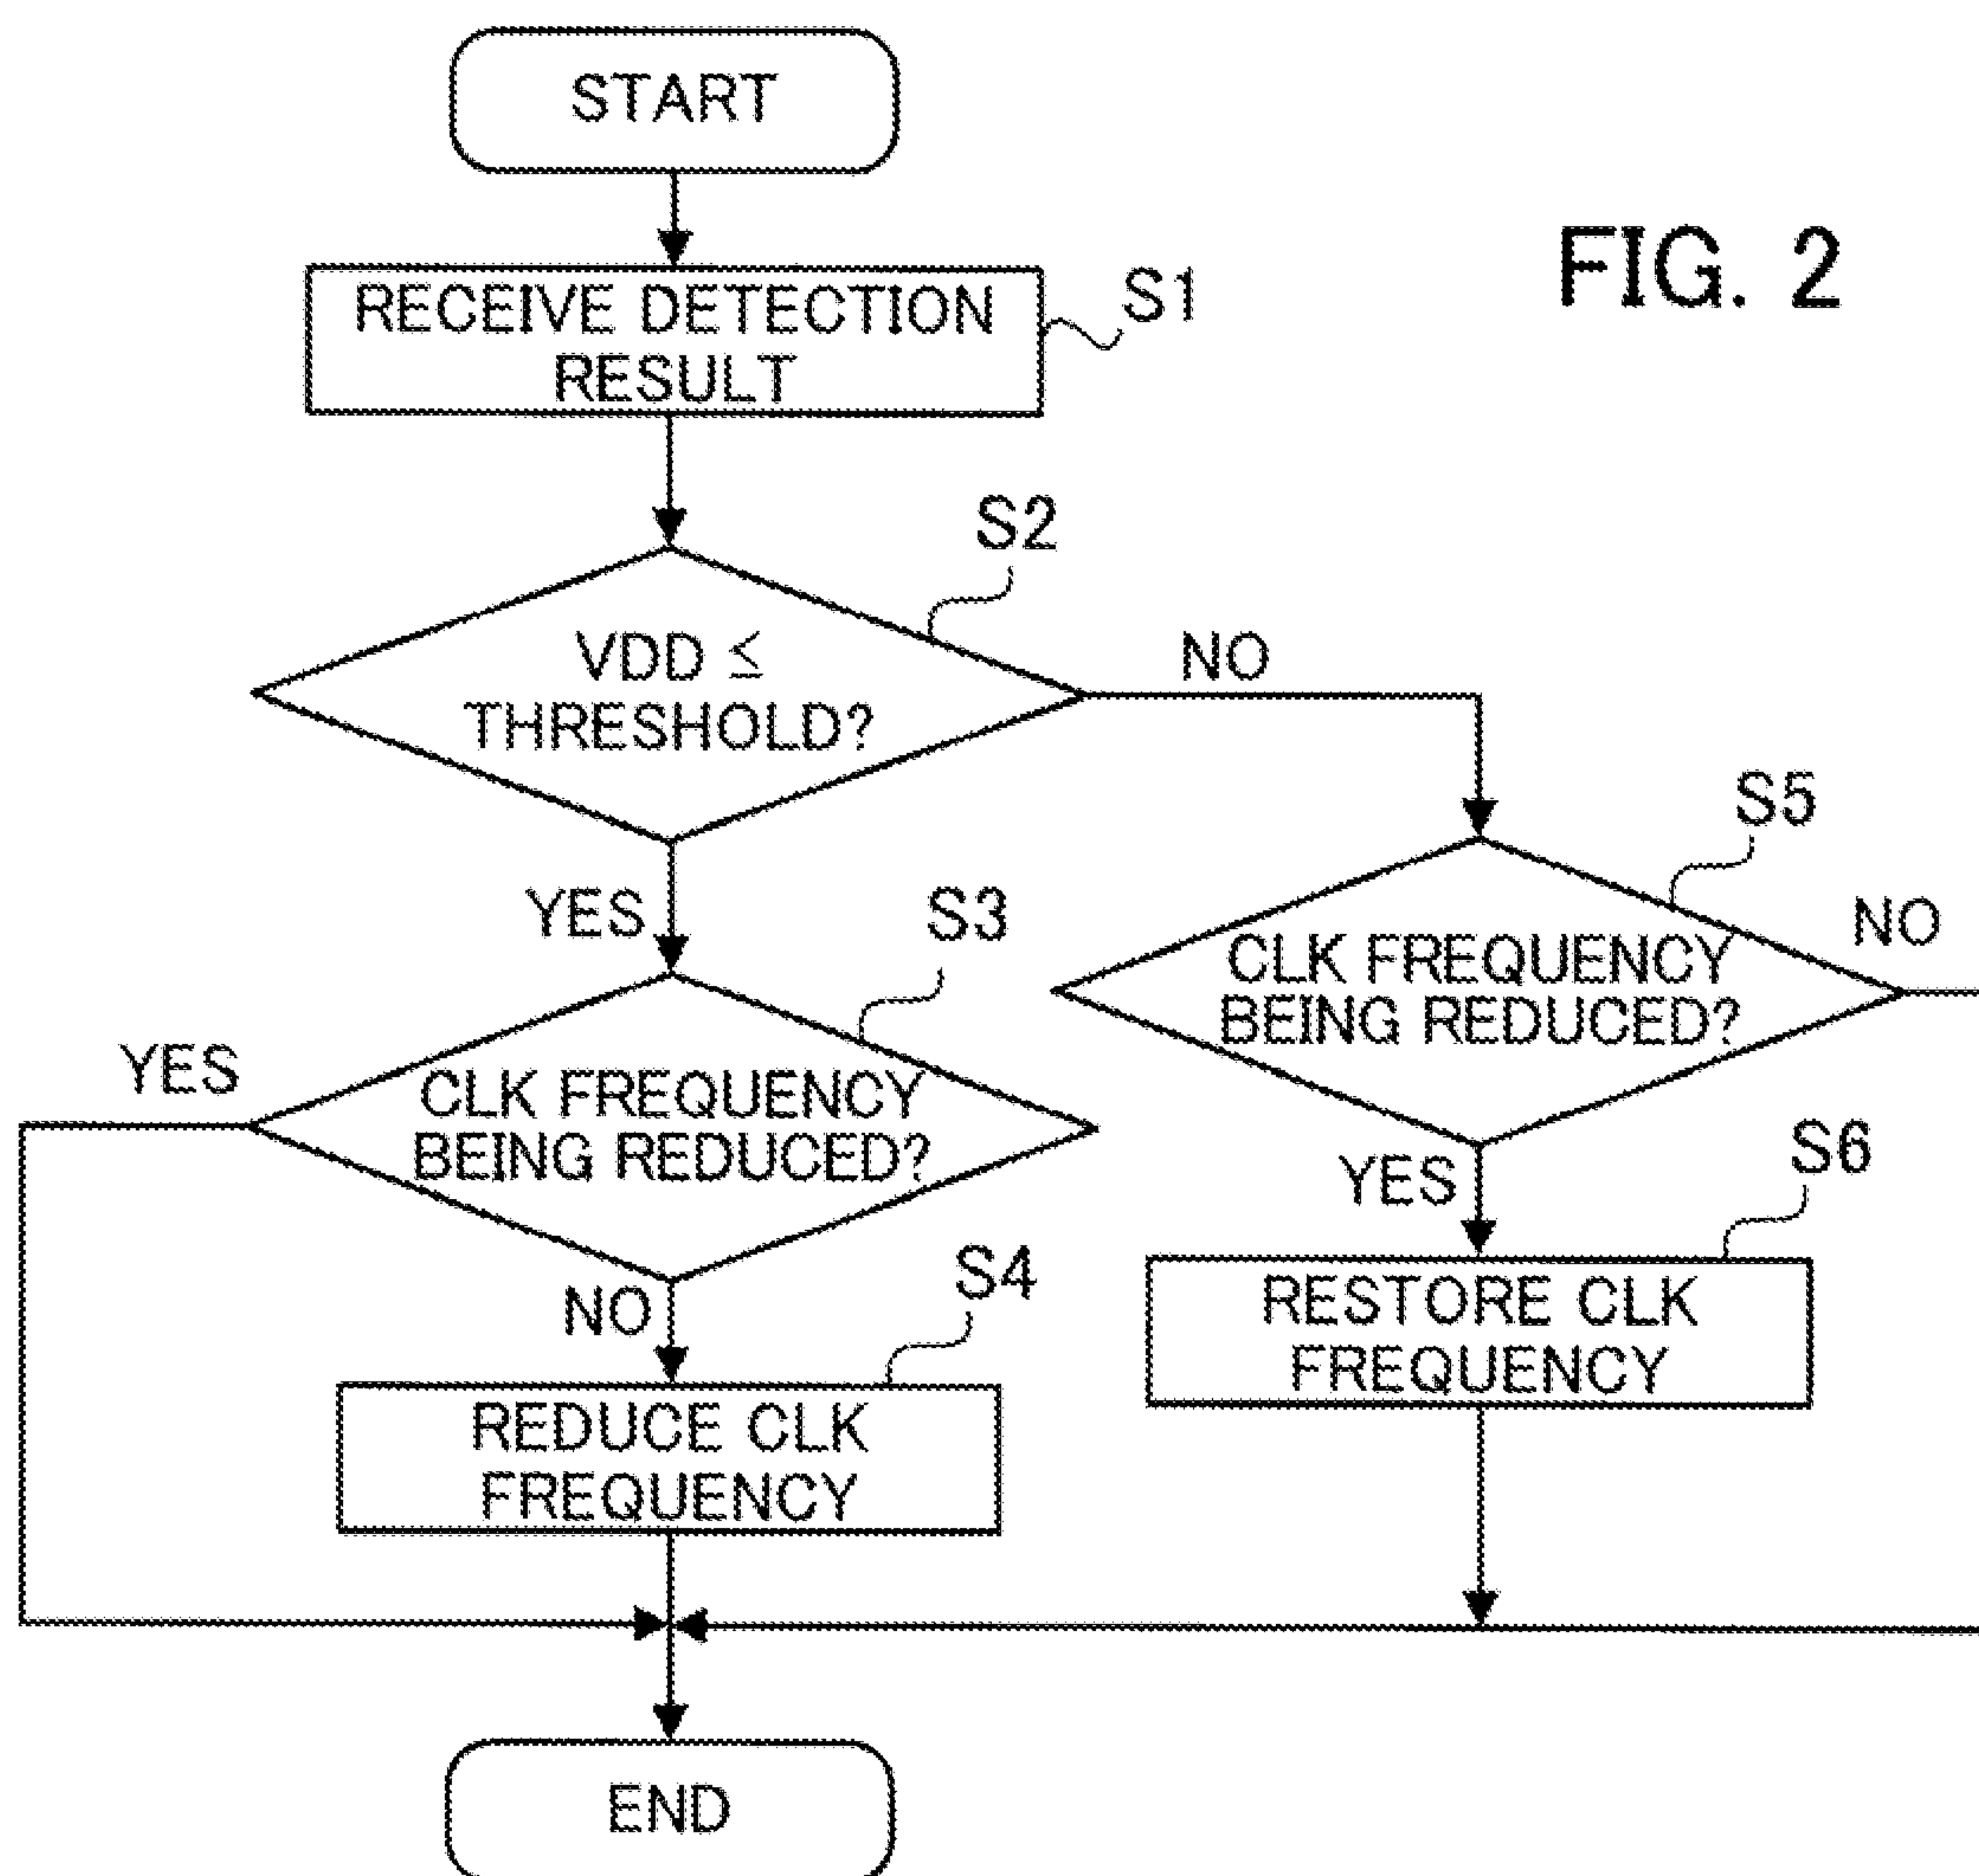 START
FIG. 2
RECEIVE DETECTION
RESULT
S1
S2
VDD ≤
THRESHOLD?
NO
YES
S5
CLK FREQUENCY
BEING REDUCED?
NO
S3
YES
CLK FREQUENCY
BEING REDUCED?
YES
S6
NO
S4
RESTORE CLK
FREQUENCY
REDUCE CLK
FREQUENCY
END